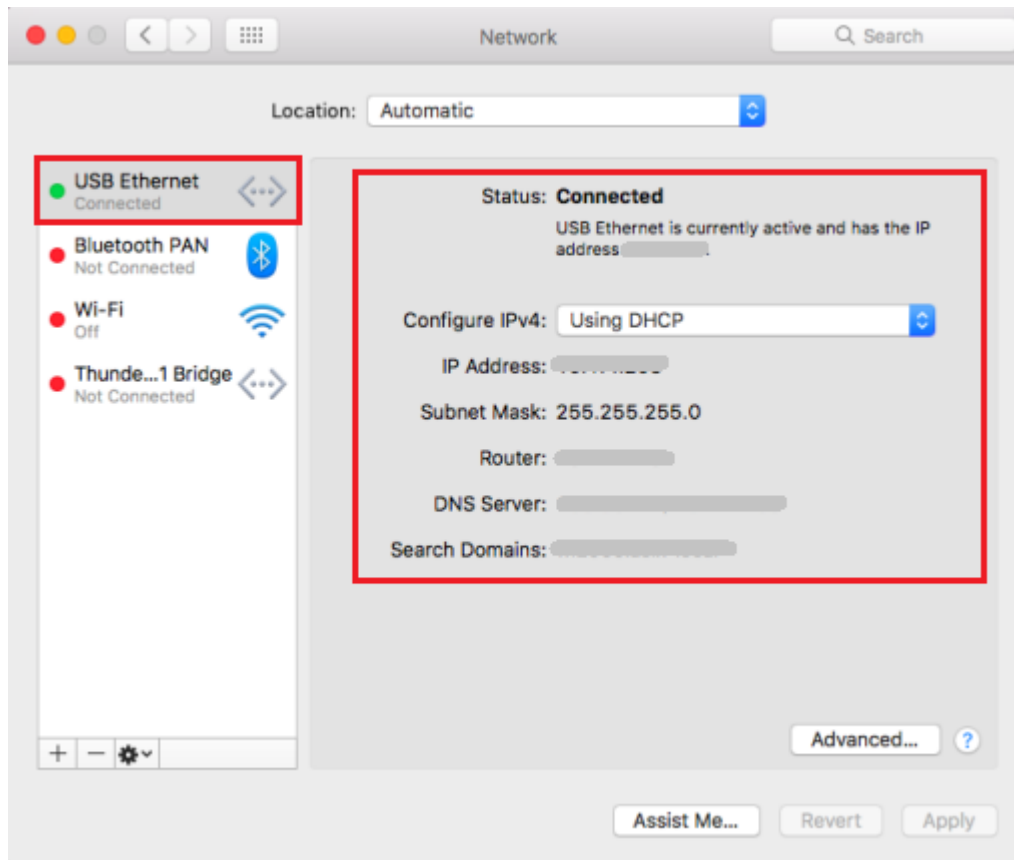 Network
Search
Location: Automatic
USB Ethernet
Connected
Bluetooth PAN
Not Connected
Wi-Fi
Off
Thunde...1 Bridge
Not Connected
Status: Connected
USB Ethernet is currently active and has the IP
address .
Configure IPv4: Using DHCP
IP Address:
Subnet Mask: 255.255.255.0
Router:
DNS Server:
Search Domains:
Advanced...
?
Assist Me...
Revert
Apply